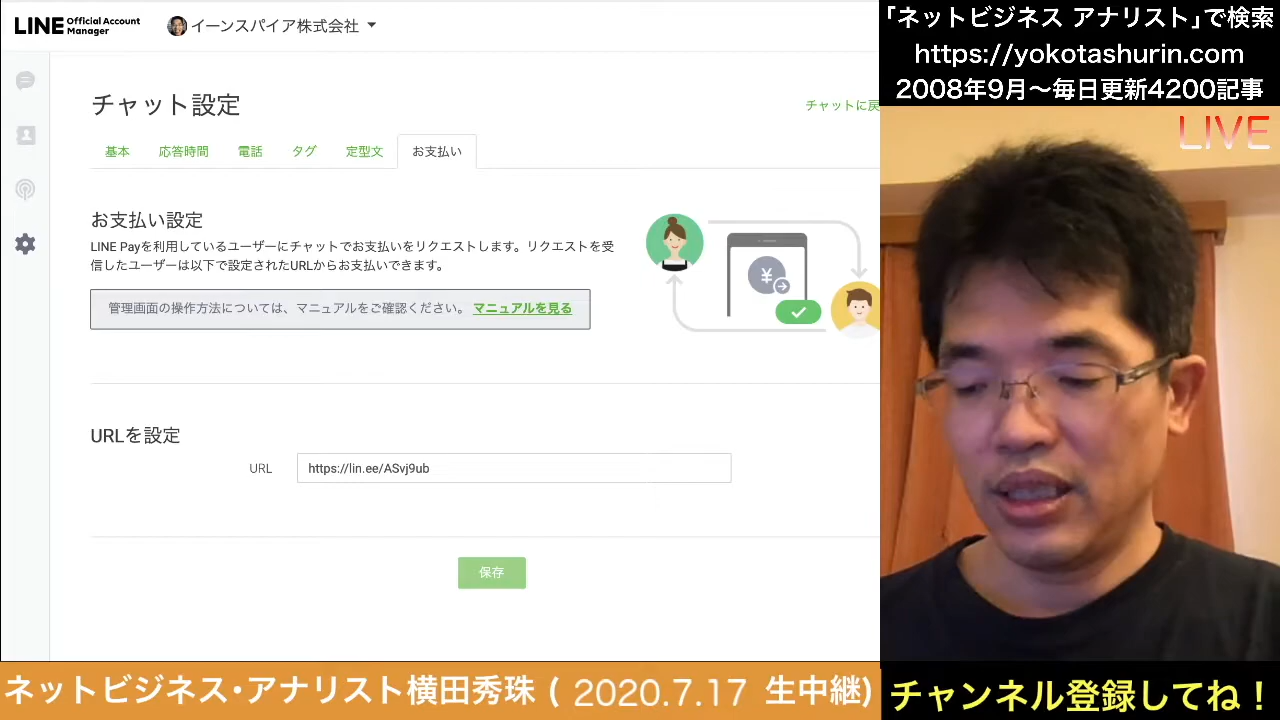 LINE Official Account Manager
イーンスパイア株式会社
チャット設定
チャットに戻
基本 応答時間 電話 タグ 定型文 お支払い
お支払い設定
LINE Payを利用しているユーザーにチャットでお支払いをリクエストします。リクエストを受
信したユーザーは以下で設定されたURLからお支払いできます。
管理画面の操作方法については、マニュアルをご確認ください。 マニュアルを見る
¥
URLを設定
URL https://lin.ee/ASvj9ub
保存
「ネットビジネス アナリスト」で検索
https://yokotashurin.com
2008年9月〜毎日更新4200記事
LIVE
ネットビジネス・アナリスト横田秀珠 ( 2020.7.17 生中継)
チャンネル登録してね！